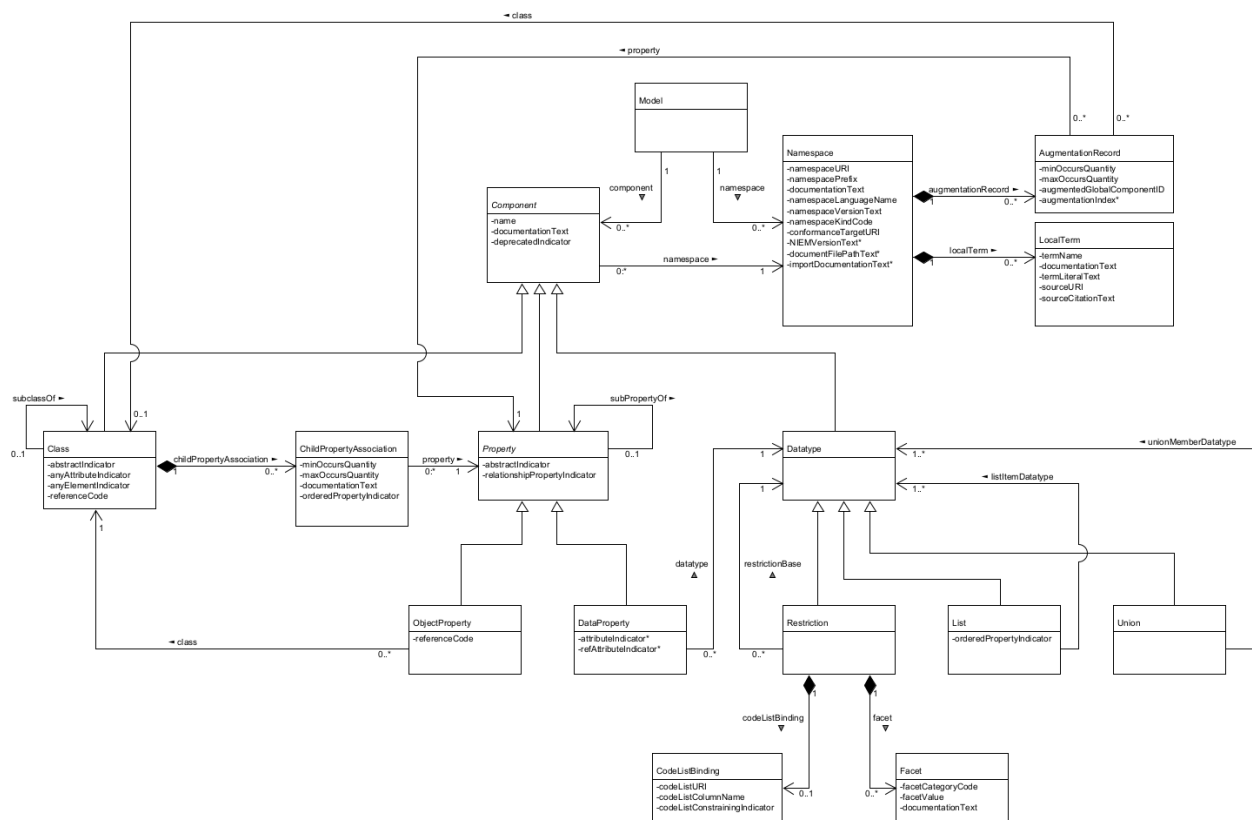 ◄ class
◄ property
Model
0..*
0..*
1
1
component
namespace
0..*
0..*
Namespace
-namespaceURI
-namespacePrefix
-documentationText
-namespaceLanguageName
-namespaceVersionText
-namespaceKindCode
-conformanceTargetURI
-NIEMVersionText*
-documentFilePathText*
-importDocumentationText*
AugmentationRecord
-minOccursQuantity
-maxOccursQuantity
-augmentedGlobalComponentID
-augmentationIndex*
augmentationRecord ►
1
0..*
Component
-name
-documentationText
-deprecatedIndicator
namespace ►
0:*
1
localTerm ►
1
0..*
LocalTerm
-termName
-documentationText
-termLiteralText
-sourceURI
-sourceCitationText
subclassOf ►
0..1
0..1
Class
-abstractIndicator
-anyAttributeIndicator
-anyElementIndicator
-referenceCode
childPropertyAssociation ►
1
0..*
ChildPropertyAssociation
-minOccursQuantity
-maxOccursQuantity
-documentationText
-orderedPropertyIndicator
property ►
0:*
1
1
subPropertyOf ►
0..1
Property
-abstractIndicator
-relationshipPropertyIndicator
Datatype
1
1
◄ unionMemberDatatype
1..*
◄ listItemDatatype
1..*
1
datatype
restrictionBase
ObjectProperty
-referenceCode
◄ class
0..*
DataProperty
-attributeIndicator*
-refAttributeIndicator*
0..*
0..*
Restriction
List
-orderedPropertyIndicator
Union
1
1
codeListBinding
facet
CodeListBinding
-codeListURI
-codeListColumnName
-codeListConstrainingIndicator
0..1
0..*
Facet
-facetCategoryCode
-facetValue
-documentationText